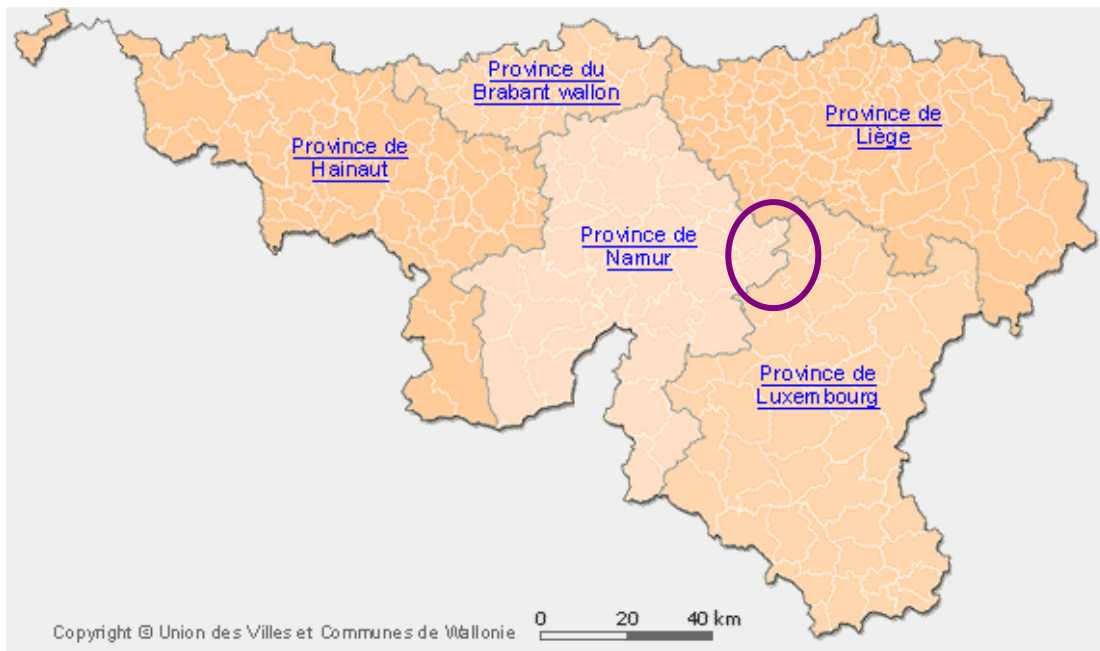 Province du
Brabant wallon
Province de
Liège
Province de
Hainaut
Province de
Namur
Province de
Luxembourg
0 20 40 km
Copyright © Union des Villes et Communes de Wallonie